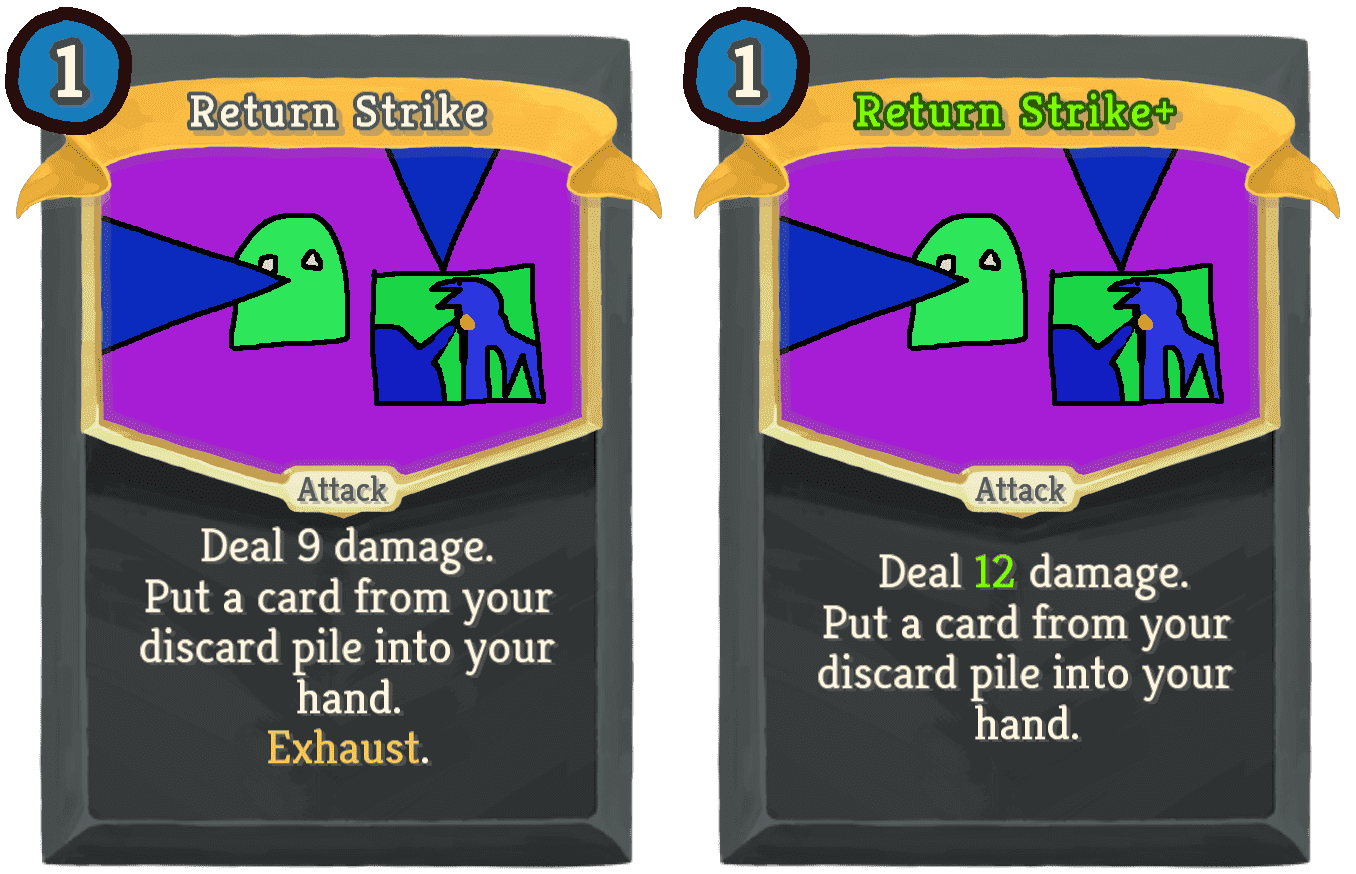 1
Return Strike
Attack
Deal 9 damage.
Put a card from your
discard pile into your
hand.
Exhaust.
1
Return Strike+
Attack
Deal 12 damage.
Put a card from your
discard pile into your
hand.